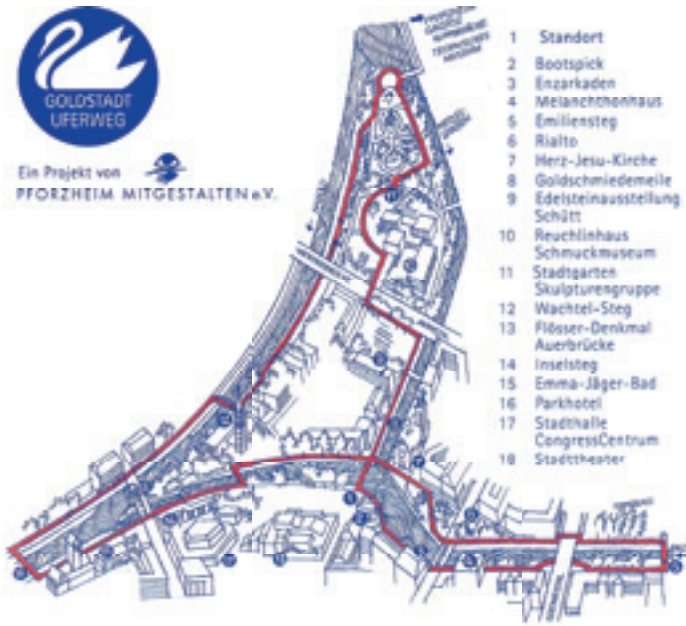 GOLDSTADT
UFERWEG
Ein Projekt von
PFORZHEIM MITGESTALTEN e.V.
1 Standort
2 Bootspick
3 Enzarkaden
4 Melanchthonhaus
5 Emiliensteg
6 Rialto
7 Herz-Jesu-Kirche
8 Goldschmiedemeile
9 Edelsteinausstellung
Schütt
10 Reuchlinhaus
Schmuckmuseum
11 Stadtgarten
Skulpturengruppe
12 Wachtel-Steg
13 Flösser-Denkmal
Auerbrücke
14 Inselsteg
15 Emma-Jäger-Bad
16 Parkhotel
17 Stadthalle
CongressCentrum
18 Stadttheater